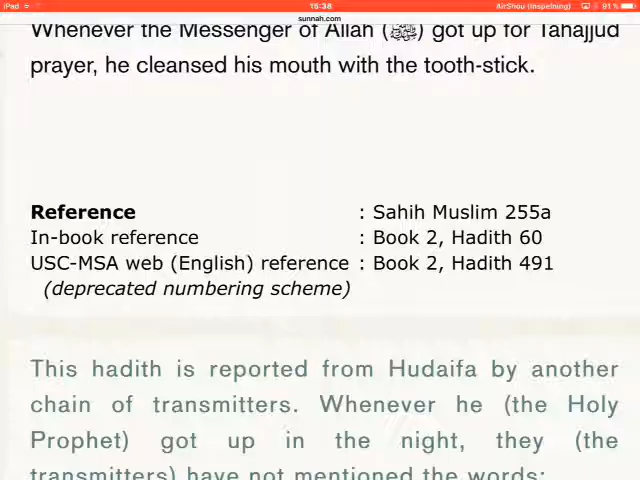 iPad 15:38 AirShou (Inspelning) 91 %
sunnah.com
Whenever the Messenger of Allah (ﷺ) got up for Tahajjud
prayer, he cleansed his mouth with the tooth-stick.
Reference : Sahih Muslim 255a
In-book reference : Book 2, Hadith 60
USC-MSA web (English) reference : Book 2, Hadith 491
(deprecated numbering scheme)
This hadith is reported from Hudaifa by another
chain of transmitters. Whenever he (the Holy
Prophet) got up in the night, they (the
transmitters) have not mentioned the words: